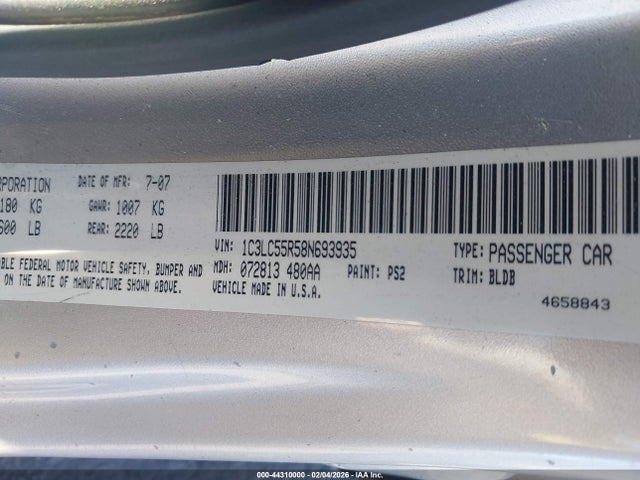 RPORATION DATE OF MFR: 7-07
180 KG GAWR: 1007 KG
600 LB REAR: 2220 LB
VIN: 1C3LC55R58N693935 TYPE: PASSENGER CAR
MDH: 072813 480AA PAINT: PS2 TRIM: BLDB
VEHICLE MADE IN U.S.A. 4658843
BLE FEDERAL MOTOR VEHICLE SAFETY, BUMPER AND
ON THE DATE OF MANUFACTURE SHOWN ABOVE.
000-44310000 - 02/04/2026 - IAA Inc.